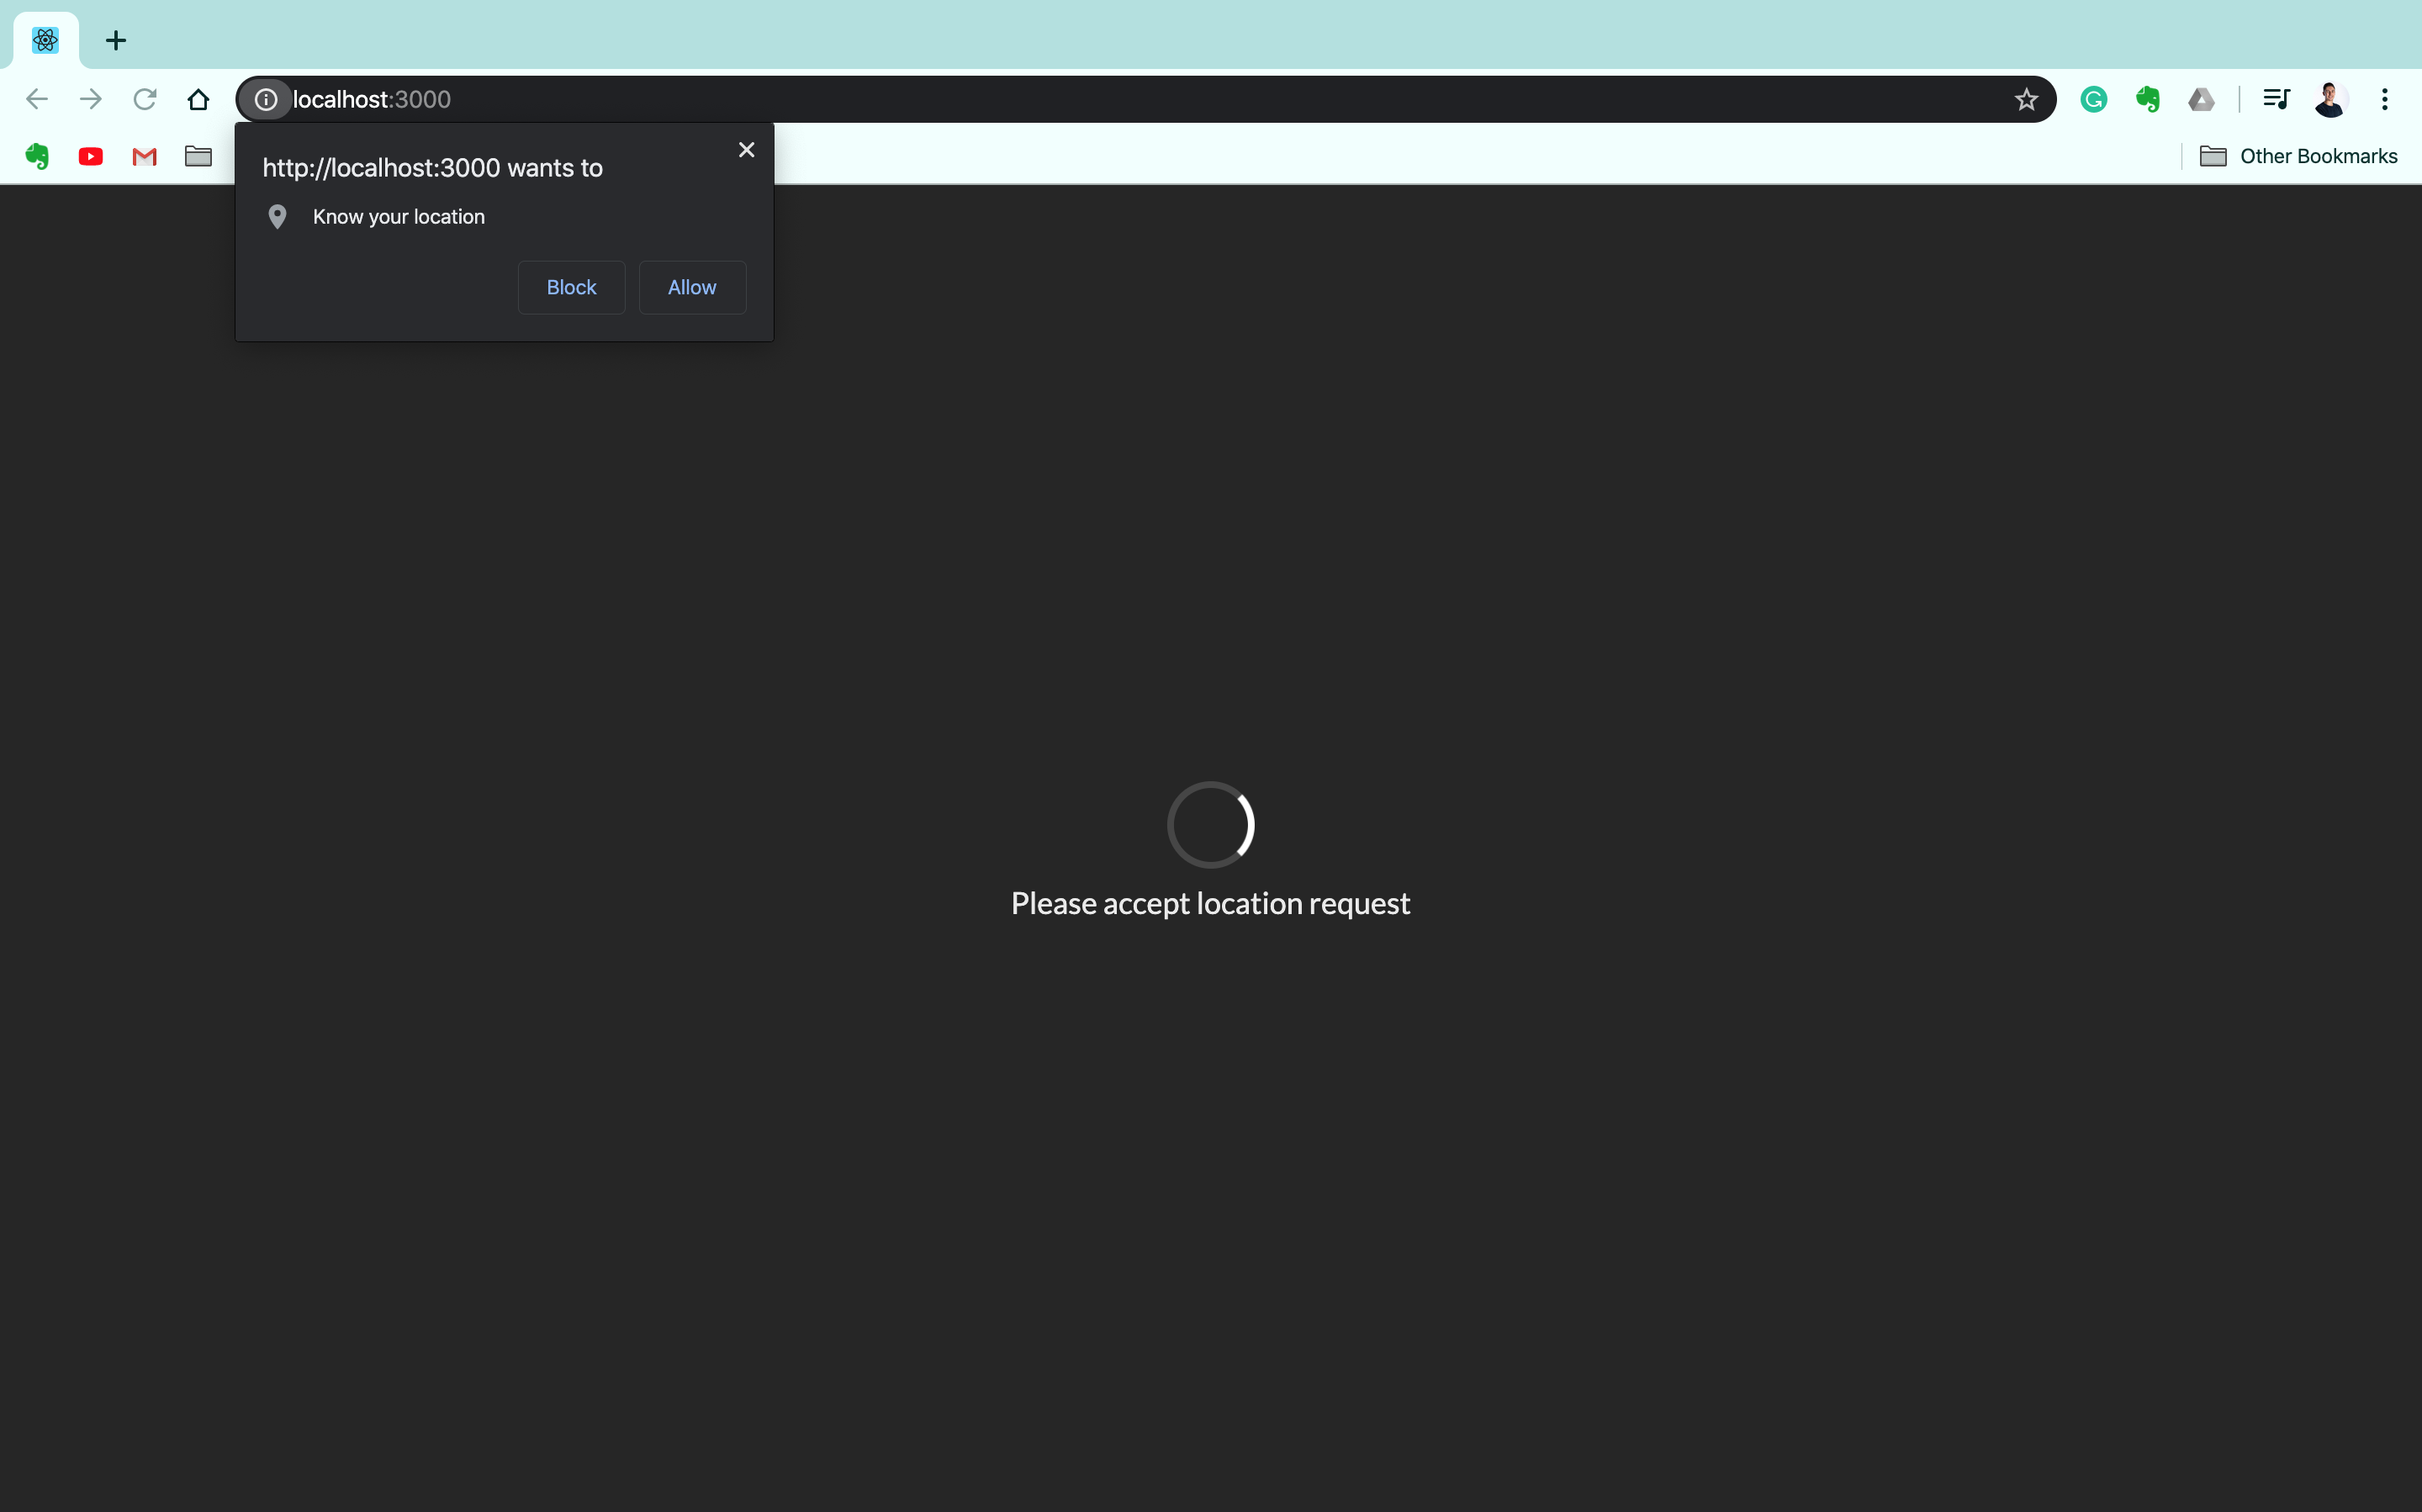 localhost:3000
Other Bookmarks
http://localhost:3000 wants to
Know your location
Block
Allow
Please accept location request